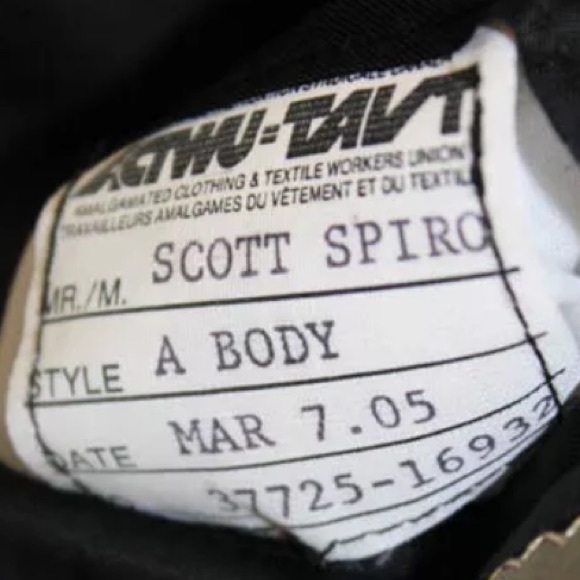 ACTWU=TAVT
AMALGAMATED CLOTHING & TEXTILE WORKERS UNION
TRAVAILLEURS AMALGAMES DU VÊTEMENT ET DU TEXTIL
MR./M. SCOTT SPIRO
STYLE A BODY
DATE MAR 7.05
37725-16932